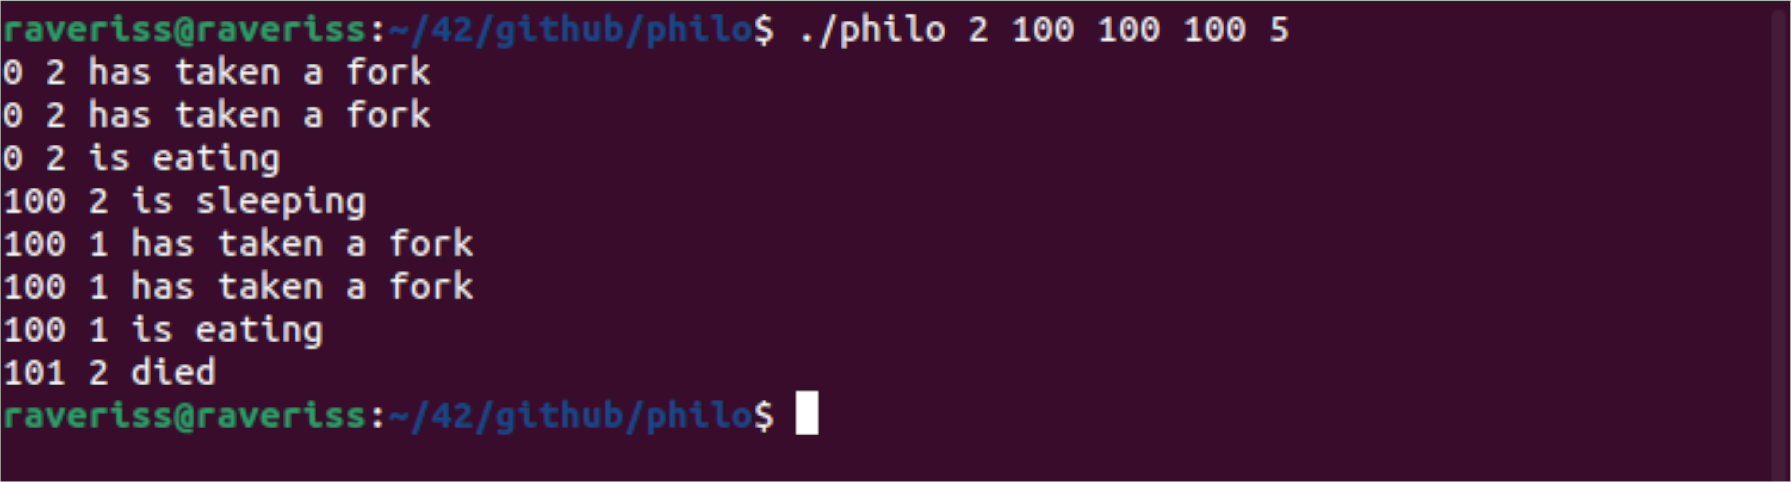 raveriss@raveriss:~/42/github/philo$ ./philo 2 100 100 100 5
0 2 has taken a fork
0 2 has taken a fork
0 2 is eating
100 2 is sleeping
100 1 has taken a fork
100 1 has taken a fork
100 1 is eating
101 2 died
raveriss@raveriss:~/42/github/philo$